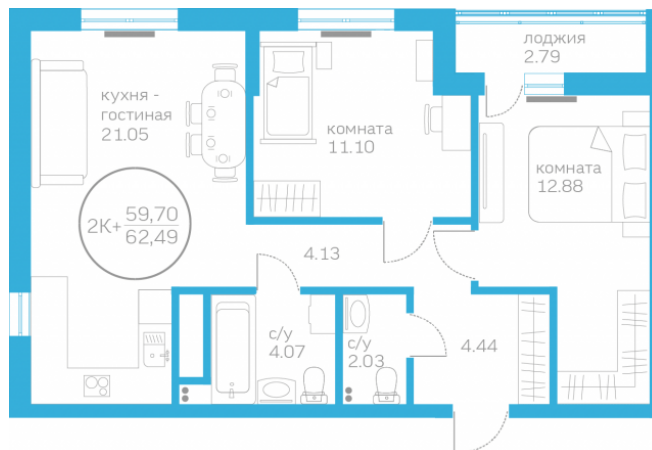 лоджия
2.79
кухня -
гостиная
21.05
комната
11.10
комната
12.88
2К+
59,70
62,49
4.13
с/у
4.07
с/у
2.03
4.44